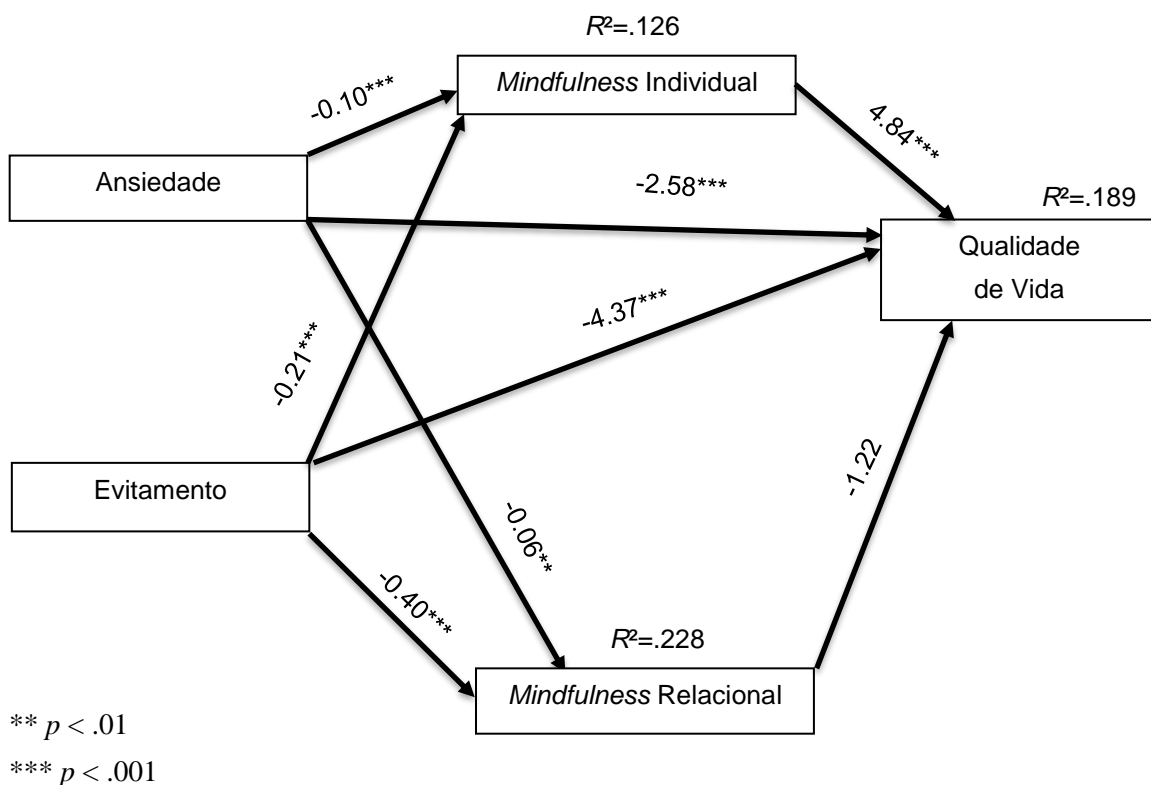 R²=.126
Mindfulness Individual
-0.10***
4.84***
Ansiedade
-2.58***
R²=.189
Qualidade
de Vida
-4.37***
-0.21***
Evitamento
-1.22
-0.06**
-0.40***
R²=.228
Mindfulness Relacional
** p < .01
*** p < .001